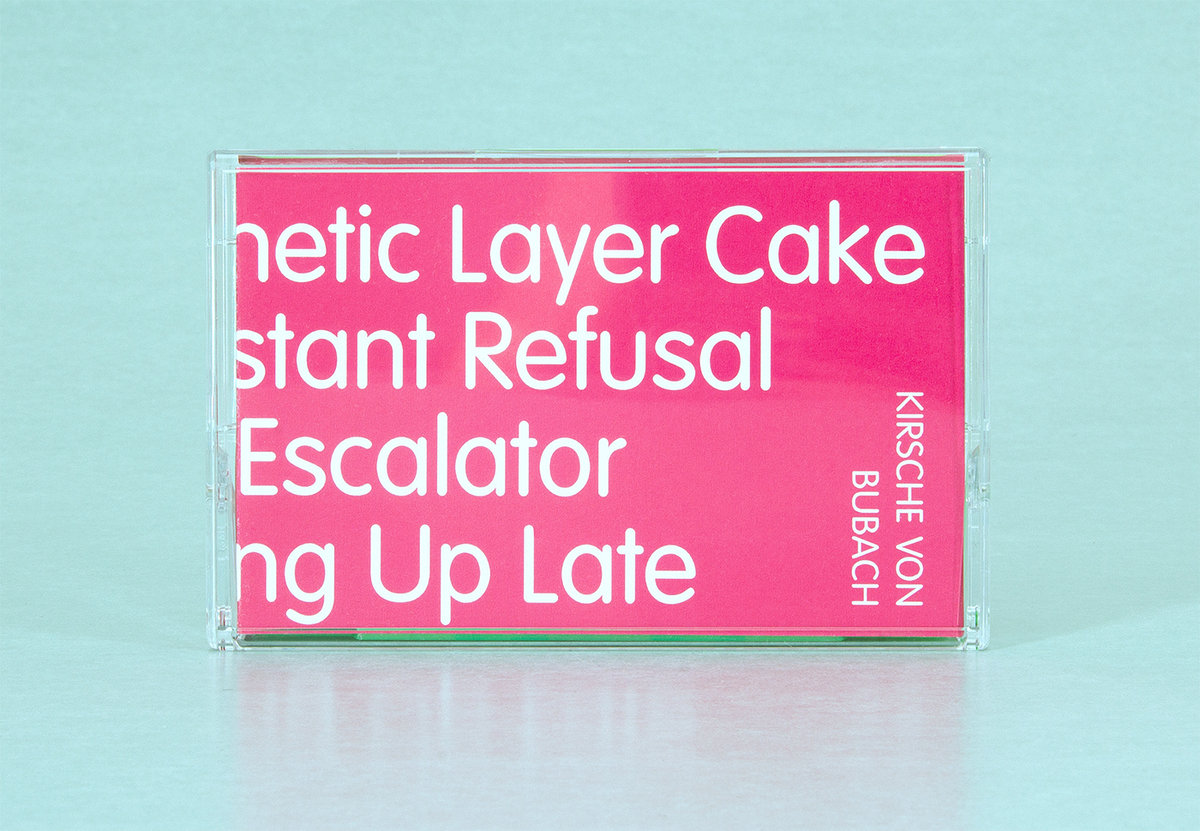 netic Layer Cake
stant Refusal
Escalator
ng Up Late
KIRSCHE VON
BUBACH